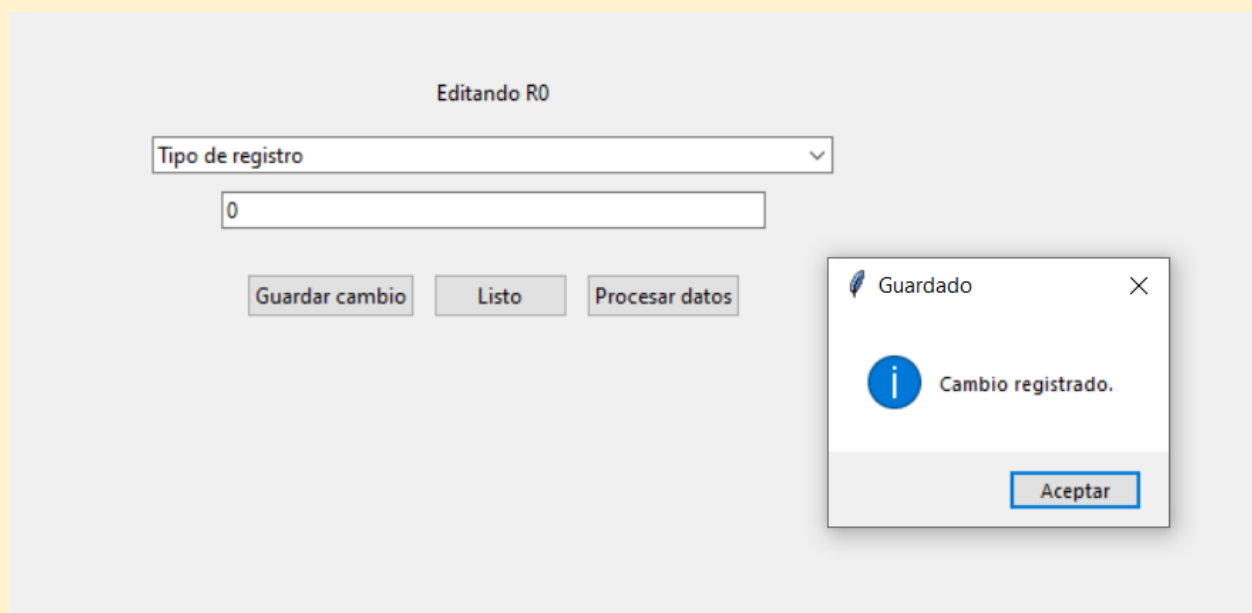 Editando R0
Tipo de registro
0
Guardar cambio Listo Procesar datos
Guardado
Cambio registrado.
Aceptar